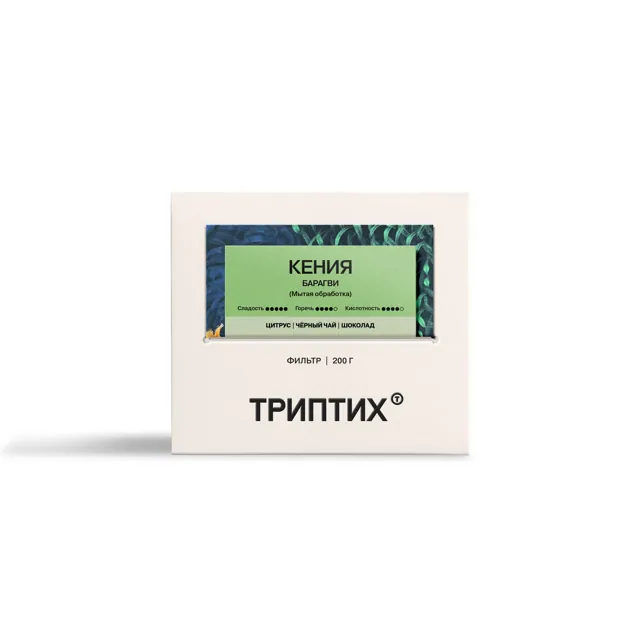 КЕНИЯ
БАРАГВИ
(Мытая обработка)
Сладость ●●●●● Горечь ●●●●○ Кислотность ●●●●○
ЦИТРУС | ЧЁРНЫЙ ЧАЙ | ШОКОЛАД
ФИЛЬТР | 200 Г
ТРИПТИХ Т